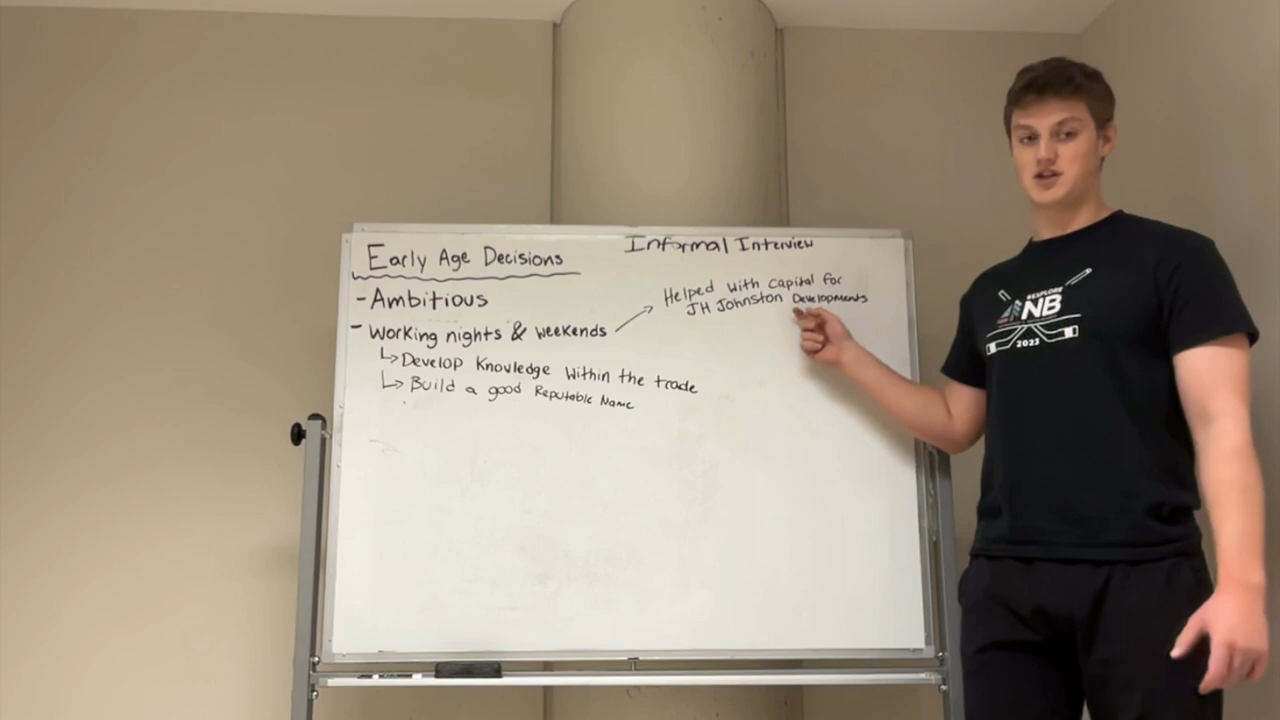 Informal Interview
Early Age Decisions
- Ambitious
- Working nights & weekends
Develop Knowledge Within the trade
Build a good Reputable Name
Helped with capital for
JH Johnston Developments
NB
2023